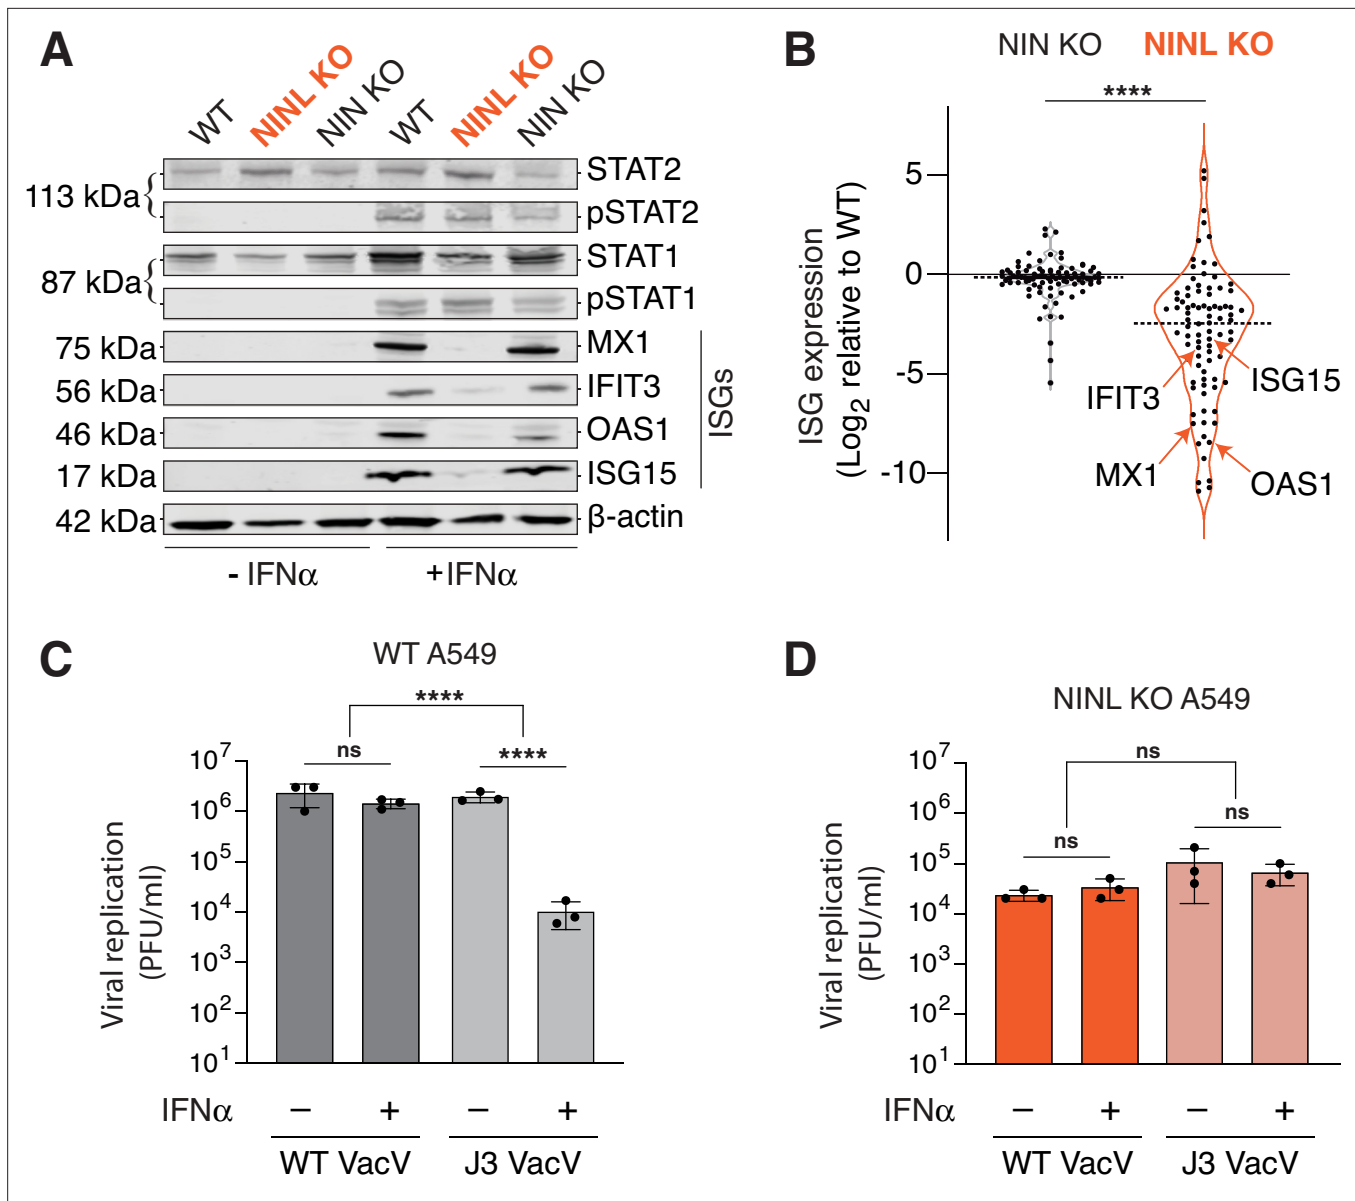 A
WT
NINL KO
NIN KO
WT
NINL KO
NIN KO
113 kDa
STAT2
pSTAT2
87 kDa
STAT1
pSTAT1
75 kDa
MX1
56 kDa
IFIT3
46 kDa
OAS1
17 kDa
ISG15
42 kDa
β-actin
ISGs
- IFNα
+IFNα
B
NIN KO
NINL KO
****
ISG expression
(Log2 relative to WT)
5
0
-5
-10
IFIT3
ISG15
MX1
OAS1
C
WT A549
****
ns
****
Viral replication
(PFU/ml)
10^7
10^6
10^5
10^4
10^3
10^2
10^1
IFNα
– + – +
WT VacV
J3 VacV
D
NINL KO A549
ns
ns
ns
Viral replication
(PFU/ml)
10^7
10^6
10^5
10^4
10^3
10^2
10^1
IFNα
– + – +
WT VacV
J3 VacV